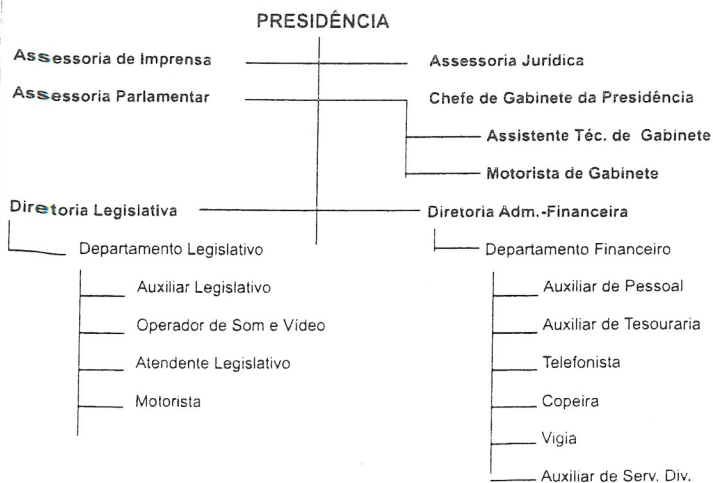 PRESIDÊNCIA
Assessoria de Imprensa
Assessoria Jurídica
Assessoria Parlamentar
Chefe de Gabinete da Presidência
Assistente Téc. de Gabinete
Motorista de Gabinete
Diretoria Legislativa
Diretoria Adm.-Financeira
Departamento Legislativo
Departamento Financeiro
Auxiliar Legislativo
Auxiliar de Pessoal
Operador de Som e Vídeo
Auxiliar de Tesouraria
Atendente Legislativo
Telefonista
Motorista
Copeira
Vigia
Auxiliar de Serv. Div.